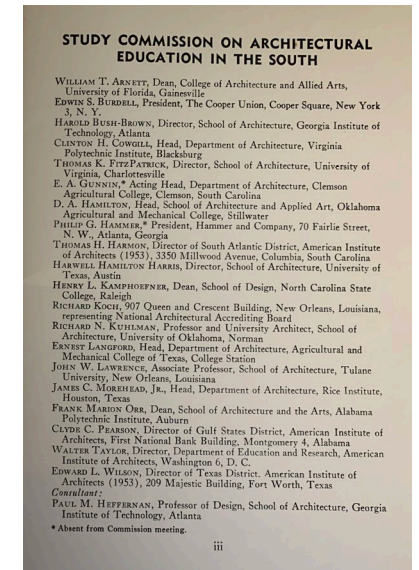 STUDY COMMISSION ON ARCHITECTURAL
EDUCATION IN THE SOUTH
WILLIAM T. ARNETT, Dean, College of Architecture and Allied Arts,
University of Florida, Gainesville
EDWIN S. BURDELL, President, The Cooper Union, Cooper Square, New York
3, N. Y.
HAROLD BUSH-BROWN, Director, School of Architecture, Georgia Institute of
Technology, Atlanta
CLINTON H. COWGILL, Head, Department of Architecture, Virginia
Polytechnic Institute, Blacksburg
THOMAS K. FITZPATRICK, Director, School of Architecture, University of
Virginia, Charlottesville
E. A. GUNNIN,* Acting Head, Department of Architecture, Clemson
Agricultural College, Clemson, South Carolina
D. A. HAMILTON, Head, School of Architecture and Applied Art, Oklahoma
Agricultural and Mechanical College, Stillwater
PHILIP G. HAMMER,* President, Hammer and Company, 70 Fairlie Street,
N. W., Atlanta, Georgia
THOMAS H. HARMON, Director of South Atlantic District, American Institute
of Architects (1953), 3350 Millwood Avenue, Columbia, South Carolina
HARWELL HAMILTON HARRIS, Director, School of Architecture, University of
Texas, Austin
HENRY L. KAMPHOEFNER, Dean, School of Design, North Carolina State
College, Raleigh
RICHARD KOCH, 907 Queen and Crescent Building, New Orleans, Louisiana,
representing National Architectural Accrediting Board
RICHARD N. KUHLMAN, Professor and University Architect, School of
Architecture, University of Oklahoma, Norman
ERNEST LANGFORD, Head, Department of Architecture, Agricultural and
Mechanical College of Texas, College Station
JOHN W. LAWRENCE, Associate Professor, School of Architecture, Tulane
University, New Orleans, Louisiana
JAMES C. MOREHEAD, JR., Head, Department of Architecture, Rice Institute,
Houston, Texas
FRANK MARION ORR, Dean, School of Architecture and the Arts, Alabama
Polytechnic Institute, Auburn
CLYDE C. PEARSON, Director of Gulf States District, American Institute of
Architects, First National Bank Building, Montgomery 4, Alabama
WALTER TAYLOR, Director, Department of Education and Research, American
Institute of Architects, Washington 6, D. C.
EDWARD L. WILSON, Director of Texas District. American Institute of
Architects (1953), 209 Majestic Building, Fort Worth, Texas
Consultant:
PAUL M. HEFFERNAN, Professor of Design, School of Architecture, Georgia
Institute of Technology, Atlanta
* Absent from Commission meeting.
iii